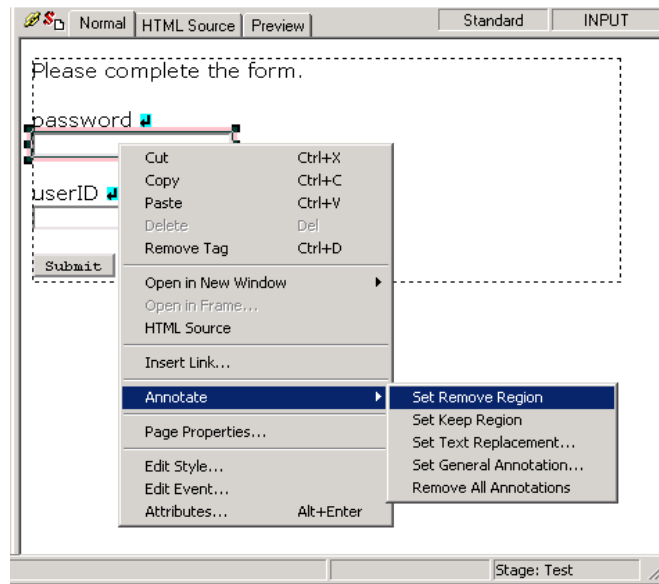 Normal HTML Source Preview Standard INPUT
Please complete the form.
password
userID
Submit
Cut Ctrl+X
Copy Ctrl+C
Paste Ctrl+V
Delete Del
Remove Tag Ctrl+D
Open in New Window
Open in Frame...
HTML Source
Insert Link...
Annotate
Page Properties...
Edit Style...
Edit Event...
Attributes... Alt+Enter
Set Remove Region
Set Keep Region
Set Text Replacement...
Set General Annotation...
Remove All Annotations
Stage: Test